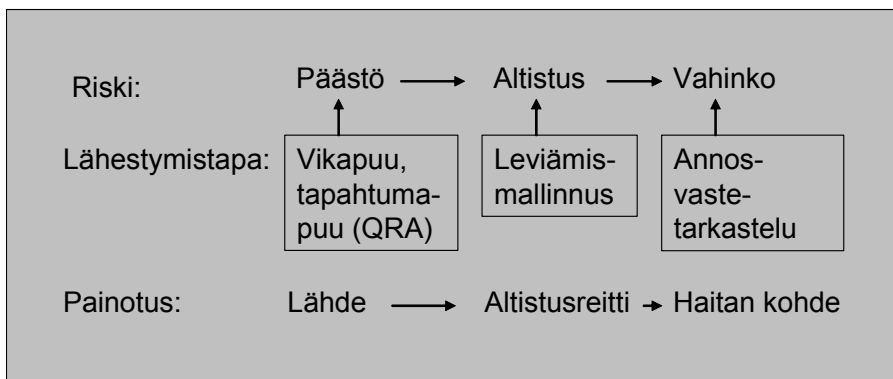 Riski: Päästö Altistus Vahinko
Lähestymistapa: Vikapuu, Leviämis- Annos-
tapahtuma- mallinnus vaste-
puu (QRA) tarkastelu
Painotus: Lähde Altistusreitti Haitan kohde